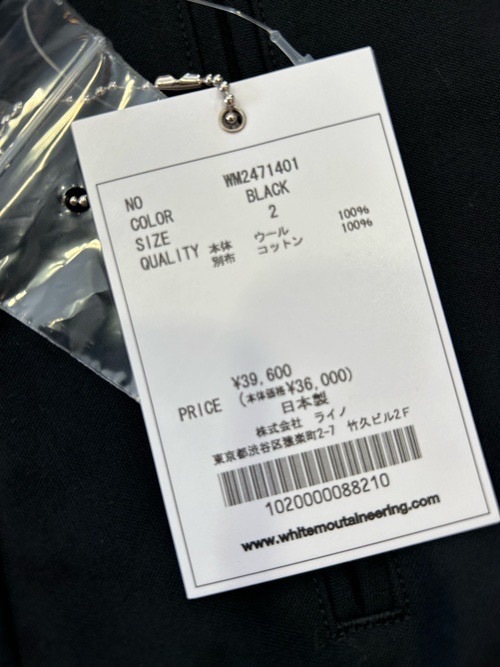 NO WM2471401
COLOR BLACK
SIZE 2
QUALITY 本体 ウール 100%
別布 コットン 100%
¥39,600
PRICE (本体価格¥36,000)
日本製
株式会社 ライノ
東京都渋谷区猿楽町2-7 竹久ビル2F
1020000088210
www.whitemoutaineering.com